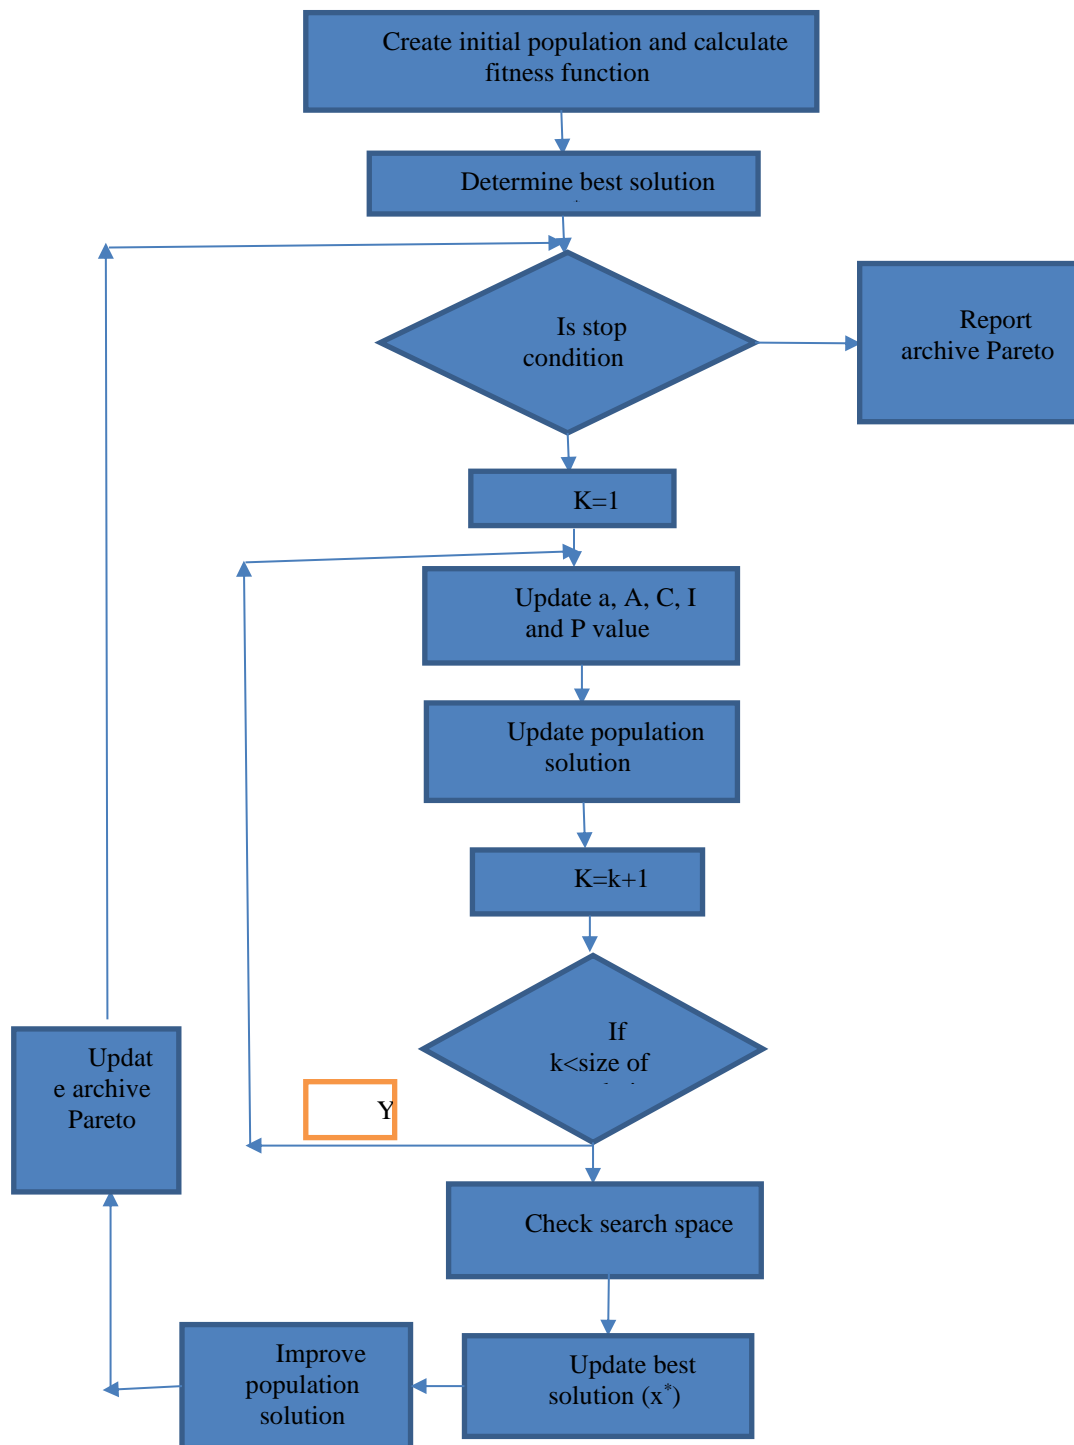 Create initial population and calculate
fitness function
Determine best solution
Is stop
condition
Report
archive Pareto
K=1
Update a, A, C, I
and P value
Update population
solution
K=k+1
If
k<size of
Y
Updat
e archive
Pareto
Check search space
Improve
population
solution
Update best
solution (x*)